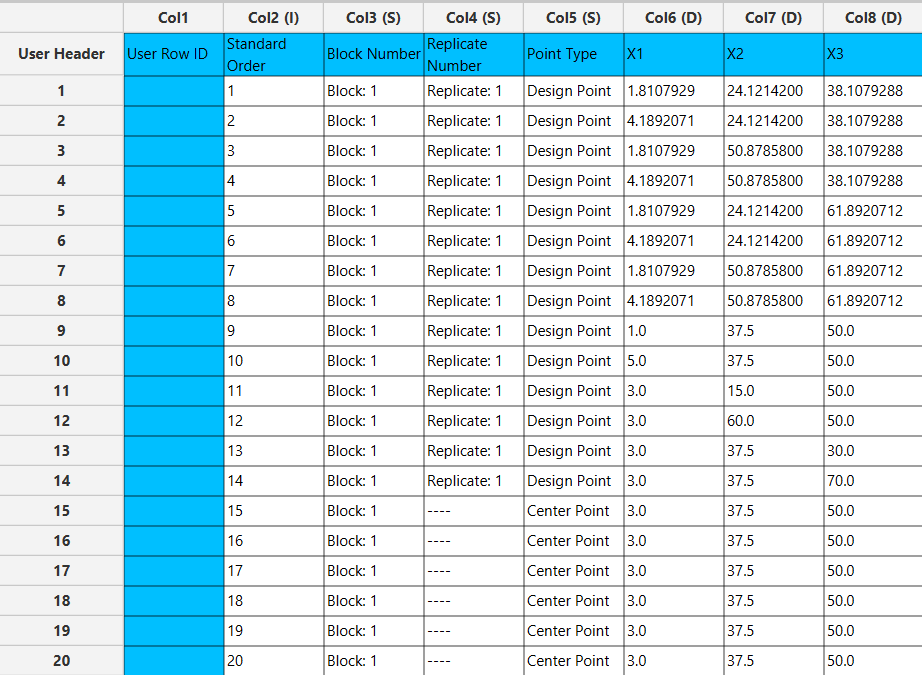 Col1 Col2 (I) Col3 (S) Col4 (S) Col5 (S) Col6 (D) Col7 (D) Col8 (D)
User Header User Row ID Standard Order Block Number Replicate Number Point Type X1 X2 X3
1 1 Block: 1 Replicate: 1 Design Point 1.8107929 24.1214200 38.1079288
2 2 Block: 1 Replicate: 1 Design Point 4.1892071 24.1214200 38.1079288
3 3 Block: 1 Replicate: 1 Design Point 1.8107929 50.8785800 38.1079288
4 4 Block: 1 Replicate: 1 Design Point 4.1892071 50.8785800 38.1079288
5 5 Block: 1 Replicate: 1 Design Point 1.8107929 24.1214200 61.8920712
6 6 Block: 1 Replicate: 1 Design Point 4.1892071 24.1214200 61.8920712
7 7 Block: 1 Replicate: 1 Design Point 1.8107929 50.8785800 61.8920712
8 8 Block: 1 Replicate: 1 Design Point 4.1892071 50.8785800 61.8920712
9 9 Block: 1 Replicate: 1 Design Point 1.0 37.5 50.0
10 10 Block: 1 Replicate: 1 Design Point 5.0 37.5 50.0
11 11 Block: 1 Replicate: 1 Design Point 3.0 15.0 50.0
12 12 Block: 1 Replicate: 1 Design Point 3.0 60.0 50.0
13 13 Block: 1 Replicate: 1 Design Point 3.0 37.5 30.0
14 14 Block: 1 Replicate: 1 Design Point 3.0 37.5 70.0
15 15 Block: 1 ---- Center Point 3.0 37.5 50.0
16 16 Block: 1 ---- Center Point 3.0 37.5 50.0
17 17 Block: 1 ---- Center Point 3.0 37.5 50.0
18 18 Block: 1 ---- Center Point 3.0 37.5 50.0
19 19 Block: 1 ---- Center Point 3.0 37.5 50.0
20 20 Block: 1 ---- Center Point 3.0 37.5 50.0